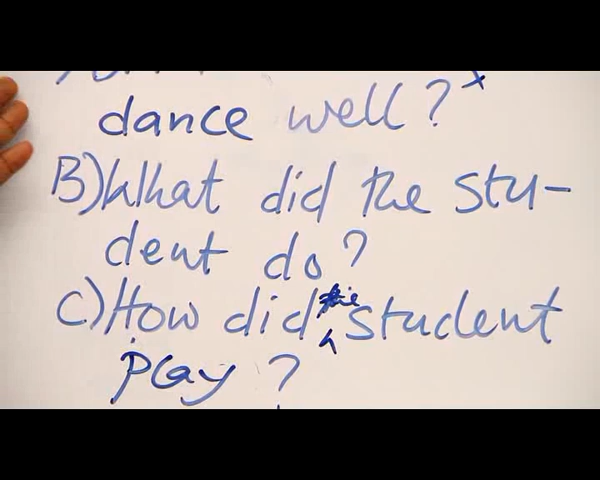 dance well? x
B) What did the stu-
dent do?
C) How did the student
play?